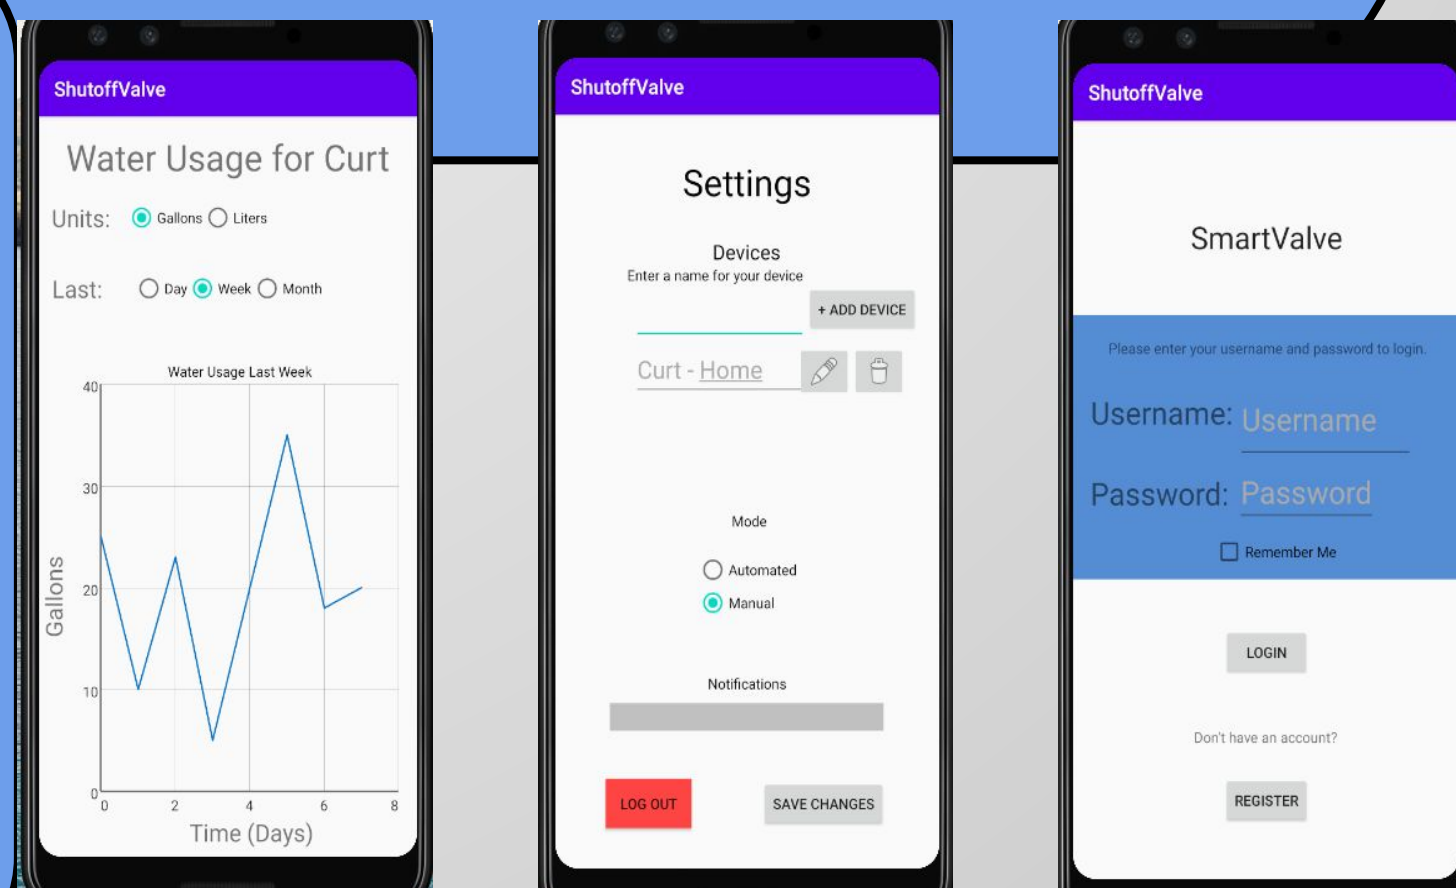 ShutoffValve
Water Usage for Curt
Units: Gallons Liters
Last: Day Week Month
Water Usage Last Week
40
30
20
10
0
Gallons
0 2 4 6 8
Time (Days)
ShutoffValve
Settings
Devices
Enter a name for your device
+ ADD DEVICE
Curt - Home
Mode
Automated
Manual
Notifications
LOG OUT SAVE CHANGES
ShutoffValve
SmartValve
Please enter your username and password to login.
Username: Username
Password: Password
Remember Me
LOGIN
Don't have an account?
REGISTER